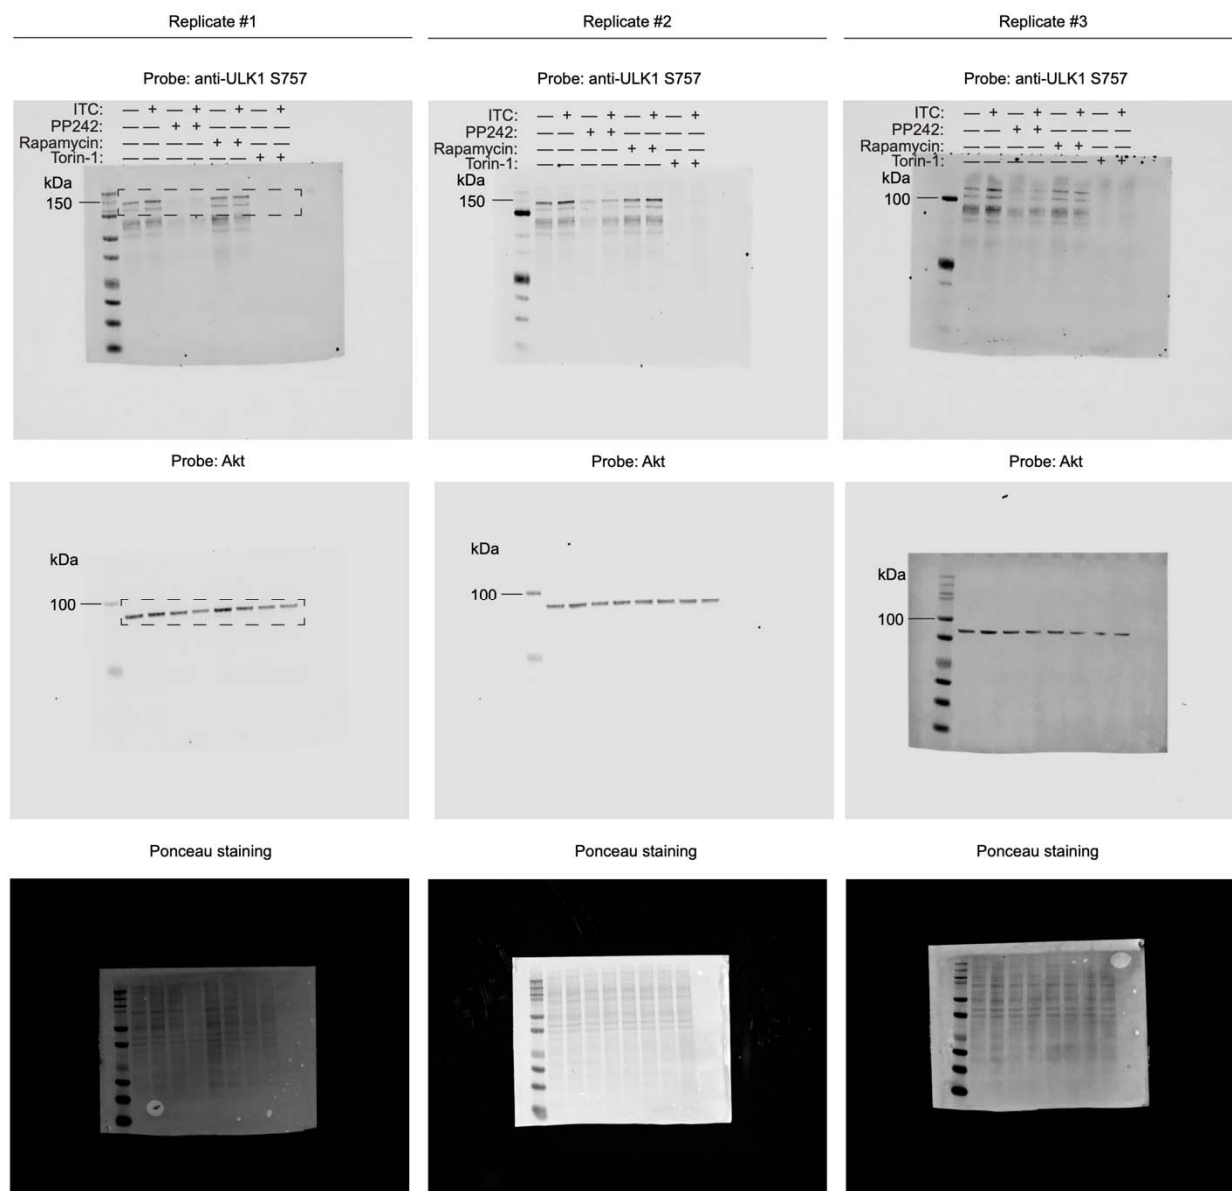 Replicate #1
Replicate #2
Replicate #3
Probe: anti-ULK1 S757
Probe: anti-ULK1 S757
Probe: anti-ULK1 S757
ITC: — + — + — + — +
PP242: — — + + — — — —
Rapamycin: — — — — + + — —
Torin-1: — — — — — — + +
kDa
150
ITC: — + — + — + — +
PP242: — — + + — — — —
Rapamycin: — — — — + + — —
Torin-1: — — — — — — + +
kDa
150
ITC: — + — + — + — +
PP242: — — + + — — — —
Rapamycin: — — — — + + — —
Torin-1: — — — — — — + +
kDa
100
Probe: Akt
Probe: Akt
Probe: Akt
kDa
100
kDa
100
kDa
100
Ponceau staining
Ponceau staining
Ponceau staining